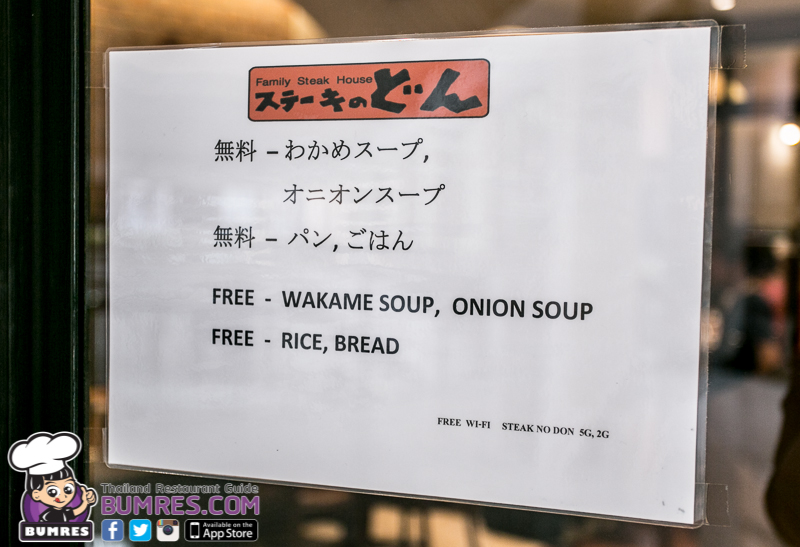 Family Steak House
ステーキのどん
無料 – わかめスープ,
オニオンスープ
無料 – パン, ごはん
FREE - WAKAME SOUP, ONION SOUP
FREE - RICE, BREAD
FREE WI-FI STEAK NO DON 5G, 2G
Thailand Restaurant Guide
BUMRES.COM
BUMRES
Available on the
App Store